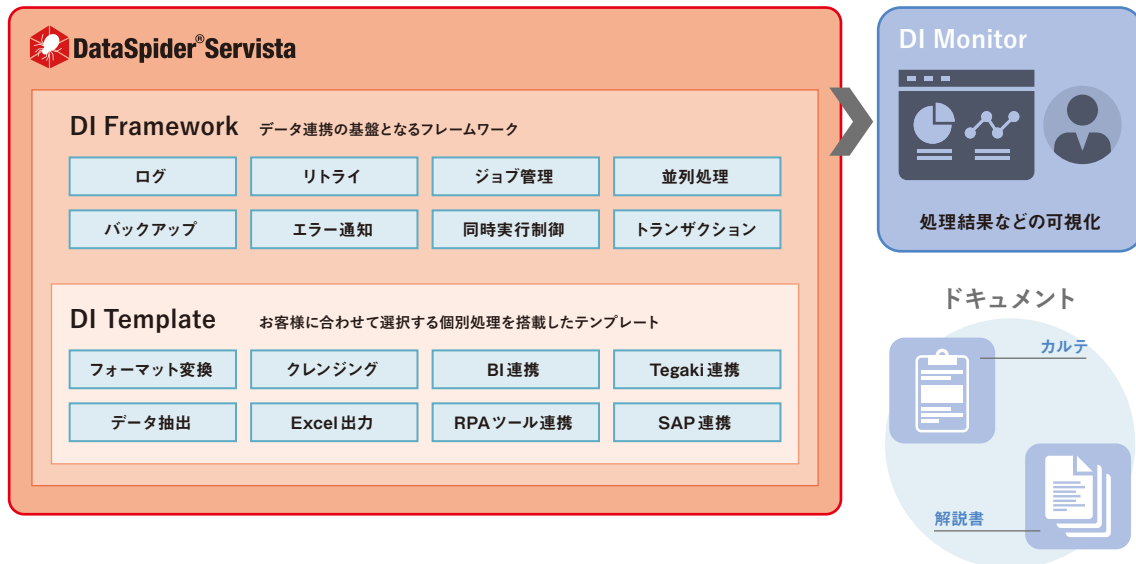 DataSpider®Servista
DI Framework データ連携の基盤となるフレームワーク
ログ リトライ ジョブ管理 並列処理
バックアップ エラー通知 同時実行制御 トランザクション
DI Template お客様に合わせて選択する個別処理を搭載したテンプレート
フォーマット変換 クレンジング BI連携 Tegaki連携
データ抽出 Excel出力 RPAツール連携 SAP連携
DI Monitor
処理結果などの可視化
ドキュメント
カルテ
解説書